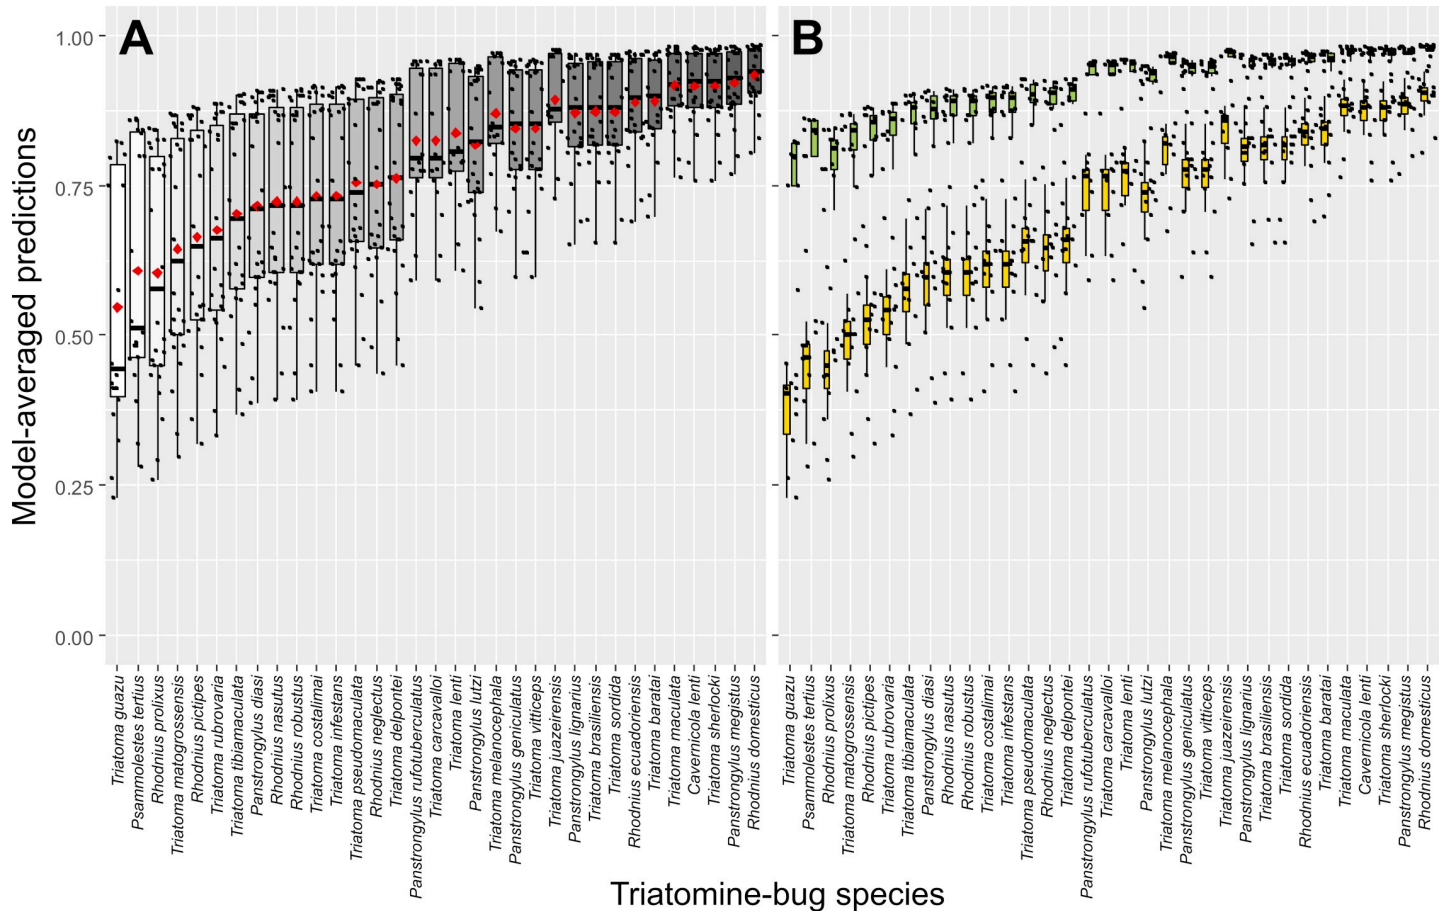 A
B
Model-averaged predictions
1.00
0.75
0.50
0.25
0.00
Triatoma guazu
Psammolestes tertius
Rhodnius prolixus
Triatoma matogrossensis
Rhodnius pictipes
Triatoma rubrovaria
Triatoma tibiamaculata
Panstrongylus diasi
Rhodnius nasutus
Rhodnius robustus
Triatoma costalimai
Triatoma infestans
Triatoma pseudomaculata
Rhodnius neglectus
Triatoma delpontei
Panstrongylus rufotuberculatus
Triatoma carcavalloi
Triatoma lenti
Panstrongylus lutzi
Triatoma melanocephala
Panstrongylus geniculatus
Triatoma vitticeps
Triatoma juazeirensis
Panstrongylus lignarius
Triatoma brasiliensis
Triatoma sordida
Rhodnius ecuadoriensis
Triatoma baratai
Triatoma maculata
Cavernicola lenti
Triatoma sherlocki
Panstrongylus megistus
Rhodnius domesticus
Triatoma guazu
Psammolestes tertius
Rhodnius prolixus
Triatoma matogrossensis
Rhodnius pictipes
Triatoma rubrovaria
Triatoma tibiamaculata
Panstrongylus diasi
Rhodnius nasutus
Rhodnius robustus
Triatoma costalimai
Triatoma infestans
Triatoma pseudomaculata
Rhodnius neglectus
Triatoma delpontei
Panstrongylus rufotuberculatus
Triatoma carcavalloi
Triatoma lenti
Panstrongylus lutzi
Triatoma melanocephala
Panstrongylus geniculatus
Triatoma vitticeps
Triatoma juazeirensis
Panstrongylus lignarius
Triatoma brasiliensis
Triatoma sordida
Rhodnius ecuadoriensis
Triatoma baratai
Triatoma maculata
Cavernicola lenti
Triatoma sherlocki
Panstrongylus megistus
Rhodnius domesticus
Triatomine-bug species